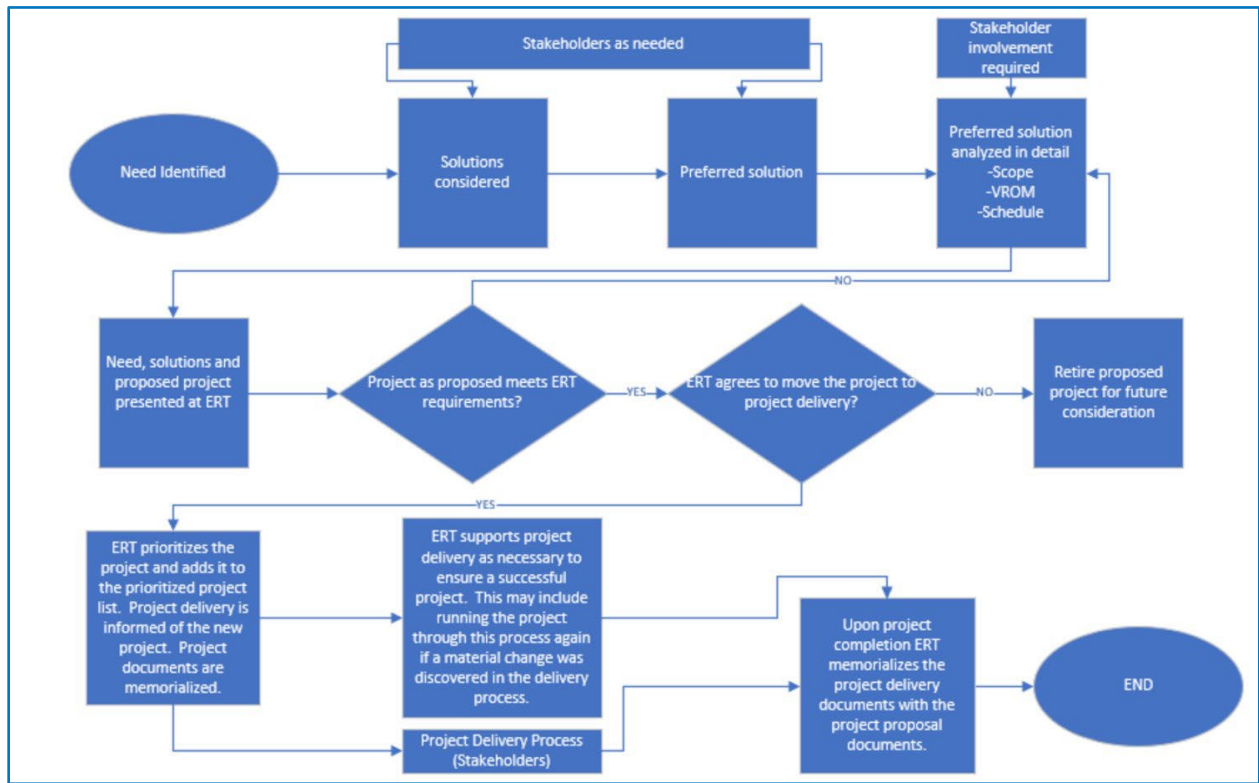 Stakeholders as needed
Stakeholder
involvement
required
Need Identified
Solutions
considered
Preferred solution
Preferred solution
analyzed in detail
-Scope
-VROM
-Schedule
NO
Need, solutions and
proposed project
presented at ERT
Project as proposed meets ERT
requirements?
YES
ERT agrees to move the project to
project delivery?
NO
Retire proposed
project for future
consideration
YES
ERT prioritizes the
project and adds it to
the prioritized project
list.  Project delivery is
informed of the new
project.  Project
documents are
memorialized.
ERT supports project
delivery as necessary to
ensure a successful
project.  This may include
running the project
through this process again
if a material change was
discovered in the delivery
process.
Project Delivery Process
(Stakeholders)
Upon project
completion ERT
memorializes the
project delivery
documents with the
project proposal
documents.
END